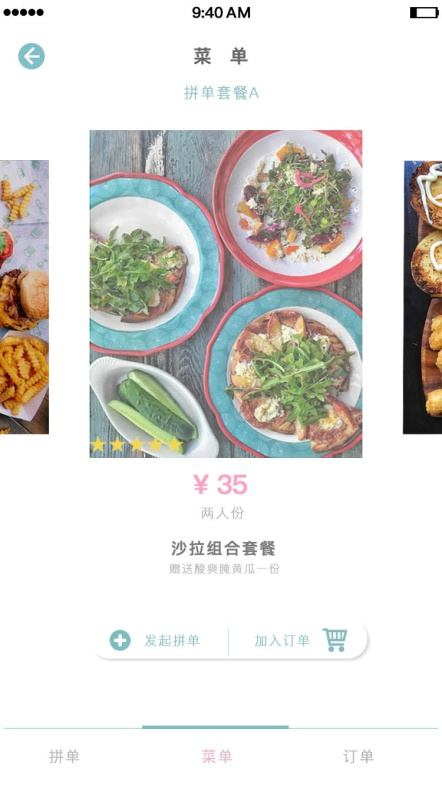 9:40 AM
菜 单
拼单套餐A
¥ 35
两人份
沙拉组合套餐
赠送酸爽腌黄瓜一份
发起拼单
加入订单
拼单
菜单
订单